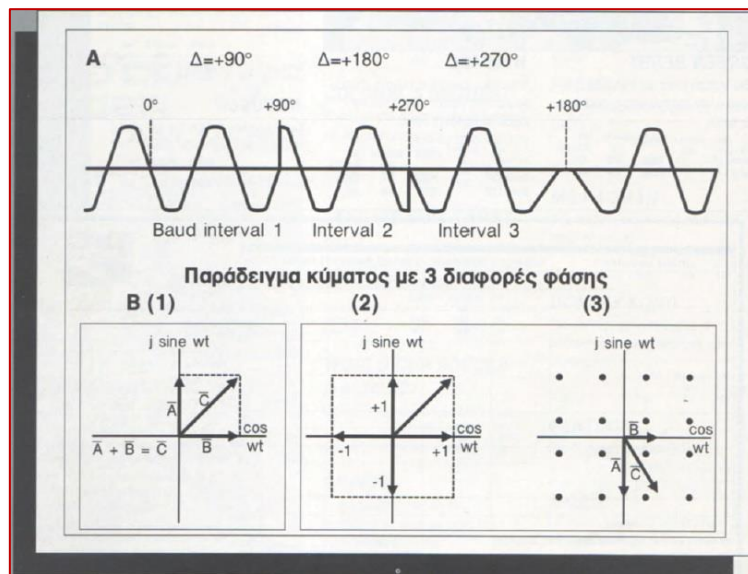 A Δ=+90° Δ=+180° Δ=+270°
0° +90° +270° +180°
Baud interval 1 Interval 2 Interval 3
Παράδειγμα κύματος με 3 διαφορές φάσης
B (1) (2) (3)
j sine wt j sine wt j sine wt
A C B cos wt
A + B = C
+1 -1 +1 -1 cos wt
B A C cos wt